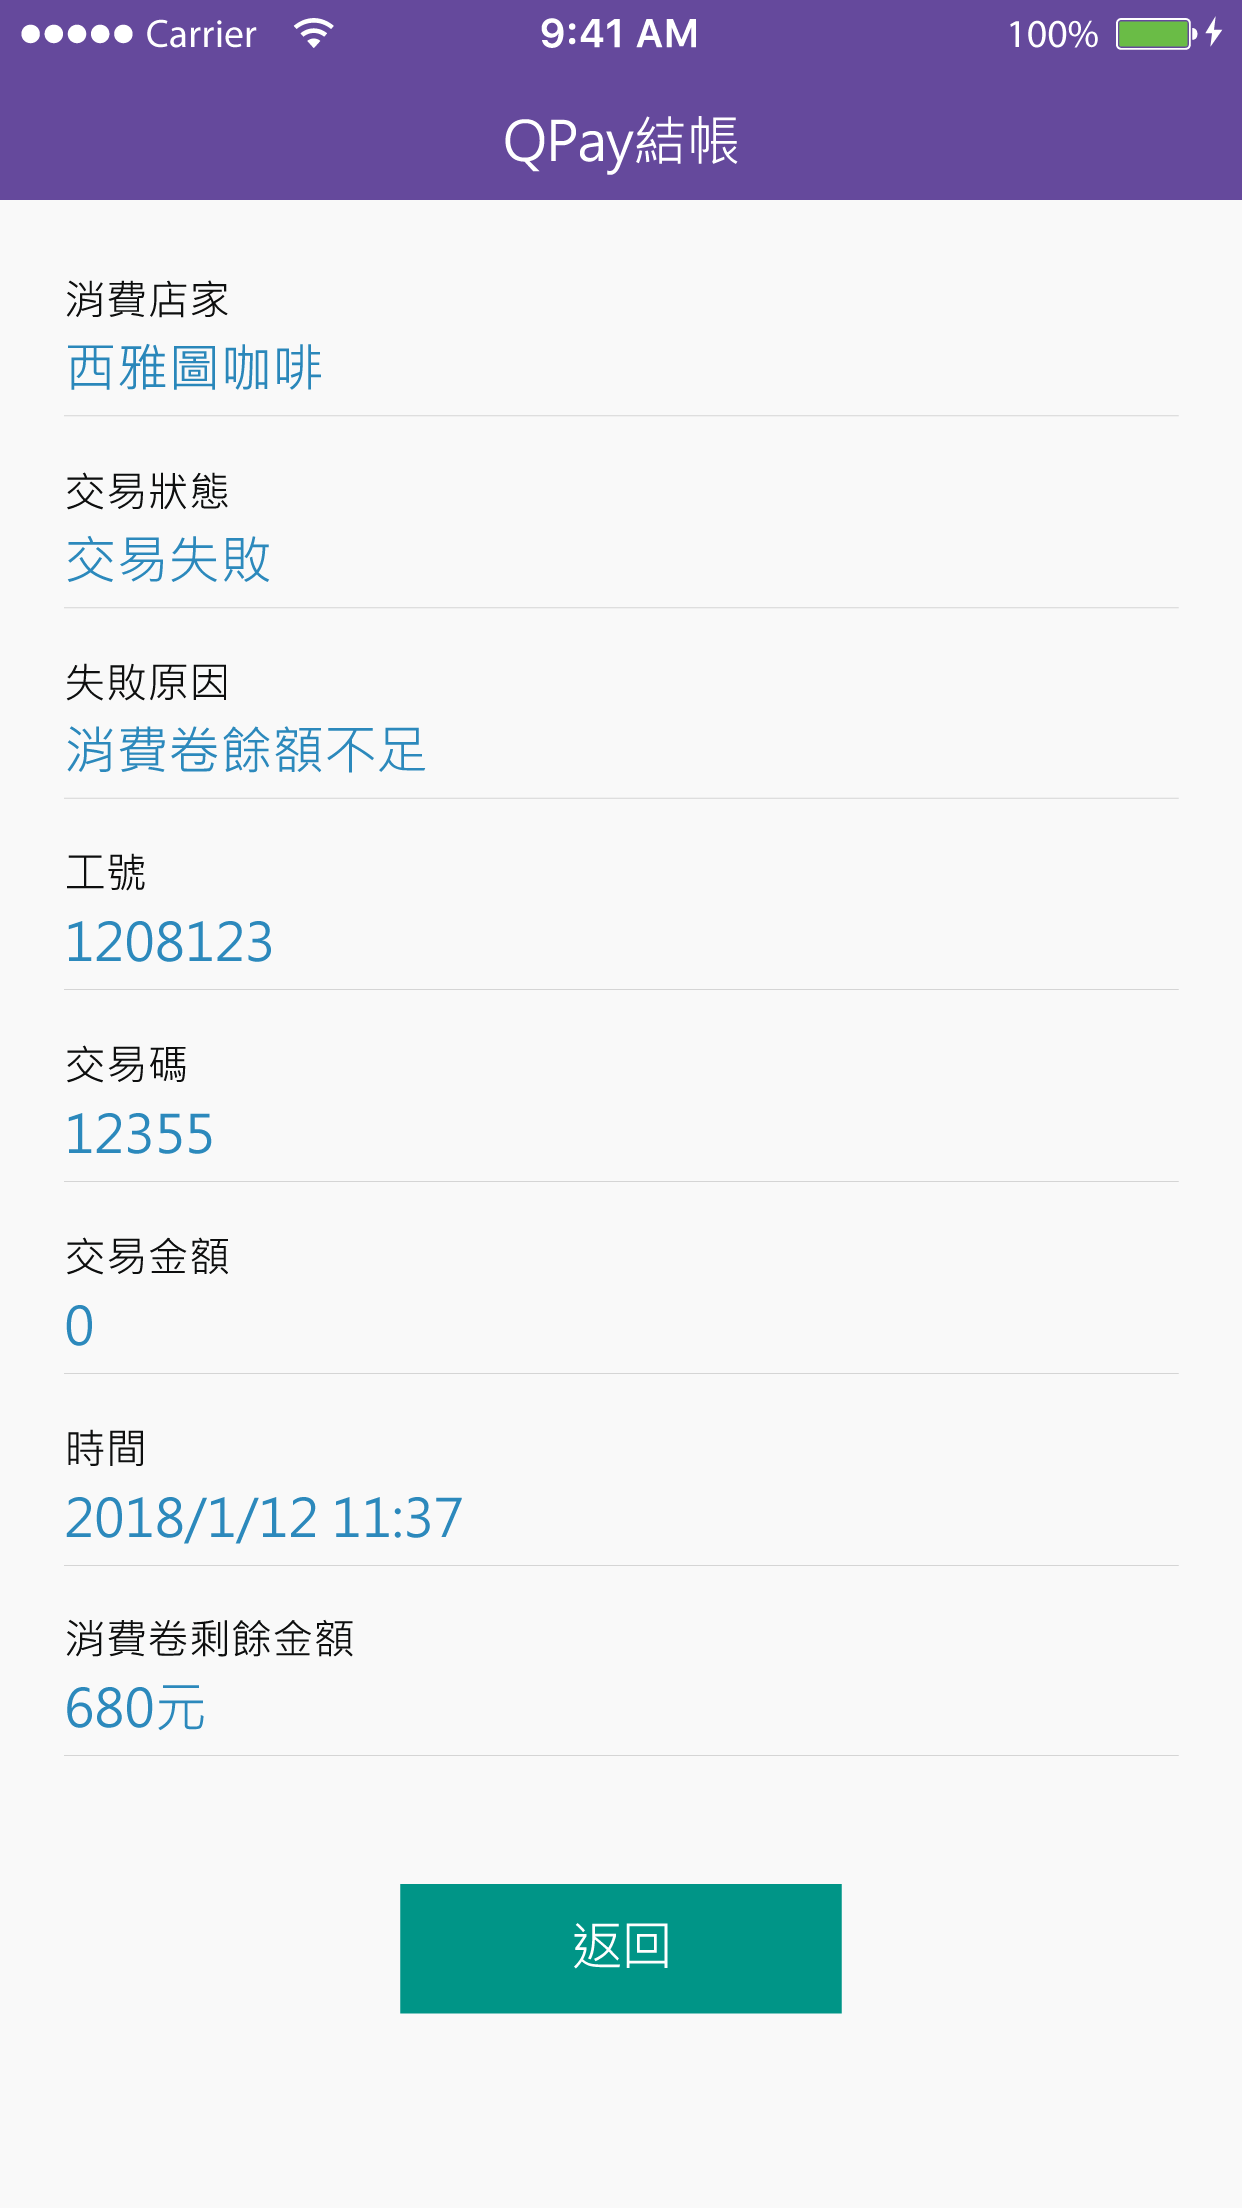 Carrier 9:41 AM 100%
QPay結帳
消費店家
西雅圖咖啡
交易狀態
交易失敗
失敗原因
消費卷餘額不足
工號
1208123
交易碼
12355
交易金額
0
時間
2018/1/12 11:37
消費卷剩餘金額
680元
返回